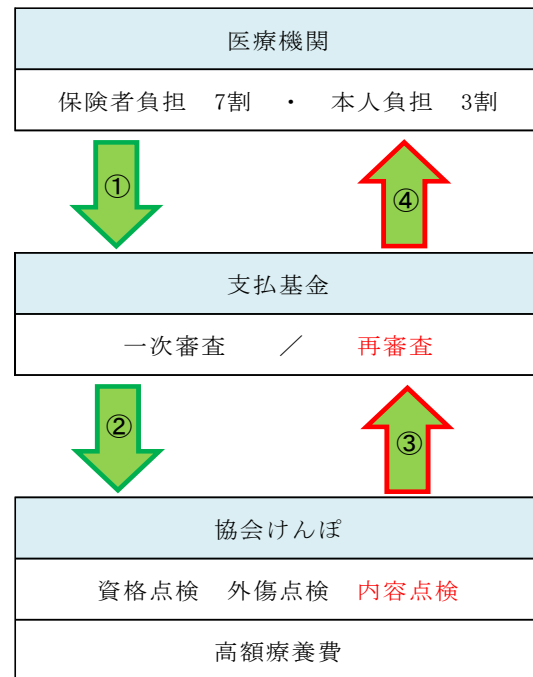 医療機関
保険者負担　7割　・　本人負担　3割
①
④
支払基金
一次審査　／　再審査
②
③
協会けんぽ
資格点検　外傷点検　内容点検
高額療養費